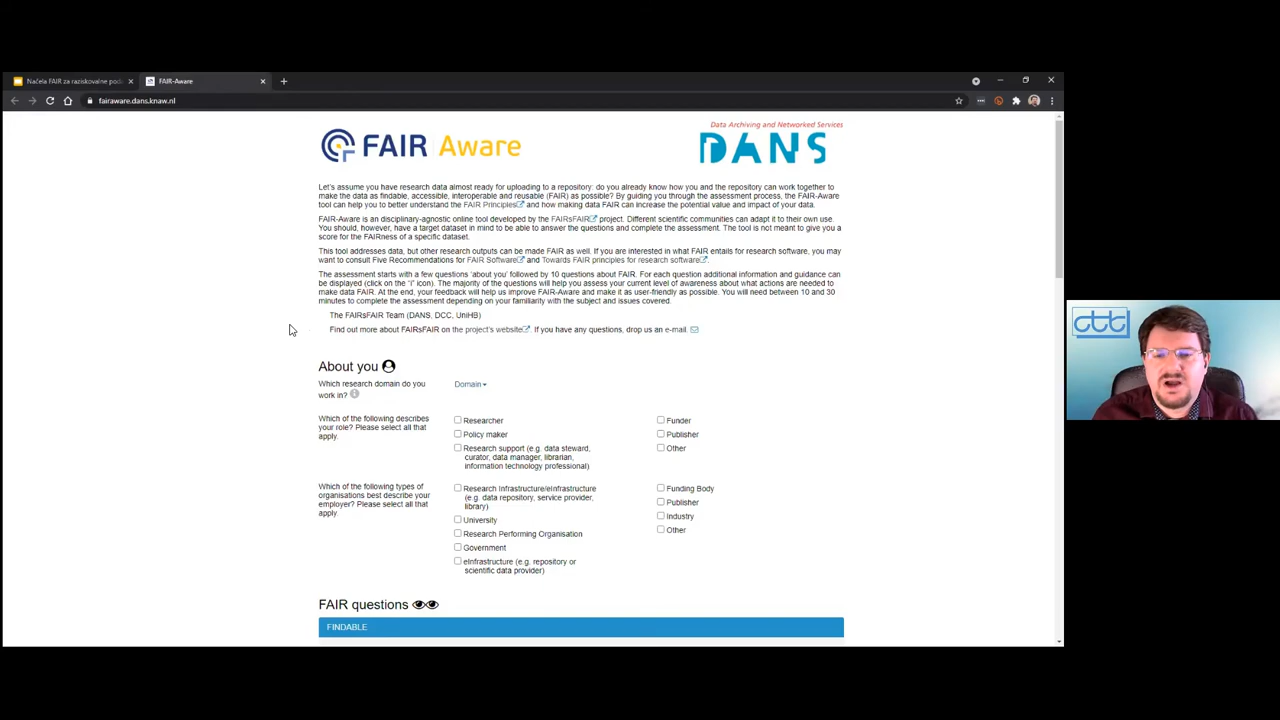 Načela FAIR za raziskovalne pod
FAIR-Aware
fairaware.dans.knaw.nl
FAIR Aware
Data Archiving and Networked Services
DANS
Let's assume you have research data almost ready for uploading to a repository: do you already know how you and the repository can work together to
make the data as findable, accessible, interoperable and reusable (FAIR) as possible? By guiding you through the assessment process, the FAIR-Aware
tool can help you to better understand the FAIR Principles and how making data FAIR can increase the potential value and impact of your data.
FAIR-Aware is an disciplinary-agnostic online tool developed by the FAIRsFAIR project. Different scientific communities can adapt it to their own use.
You should, however, have a target dataset in mind to be able to answer the questions and complete the assessment. The tool is not meant to give you a
score for the FAIRness of a specific dataset.
This tool addresses data, but other research outputs can be made FAIR as well. If you are interested in what FAIR entails for research software, you may
want to consult Five Recommendations for FAIR Software and Towards FAIR principles for research software.
The assessment starts with a few questions 'about you' followed by 10 questions about FAIR. For each question additional information and guidance can
be displayed (click on the "i" icon). The majority of the questions will help you assess your current level of awareness about what actions are needed to
make data FAIR. At the end, your feedback will help us improve FAIR-Aware and make it as user-friendly as possible. You will need between 10 and 30
minutes to complete the assessment depending on your familiarity with the subject and issues covered.
The FAIRsFAIR Team (DANS, DCC, UniHB)
Find out more about FAIRsFAIR on the project's website. If you have any questions, drop us an e-mail.
About you
Which research domain do you
work in?
Domain
Which of the following describes
your role? Please select all that
apply.
Researcher
Policy maker
Research support (e.g. data steward,
curator, data manager, librarian,
information technology professional)
Funder
Publisher
Other
Which of the following types of
organisations best describe your
employer? Please select all that
apply.
Research Infrastructure/eInfrastructure
(e.g. data repository, service provider,
library)
University
Research Performing Organisation
Government
eInfrastructure (e.g. repository or
scientific data provider)
Funding Body
Publisher
Industry
Other
FAIR questions
FINDABLE
ctt